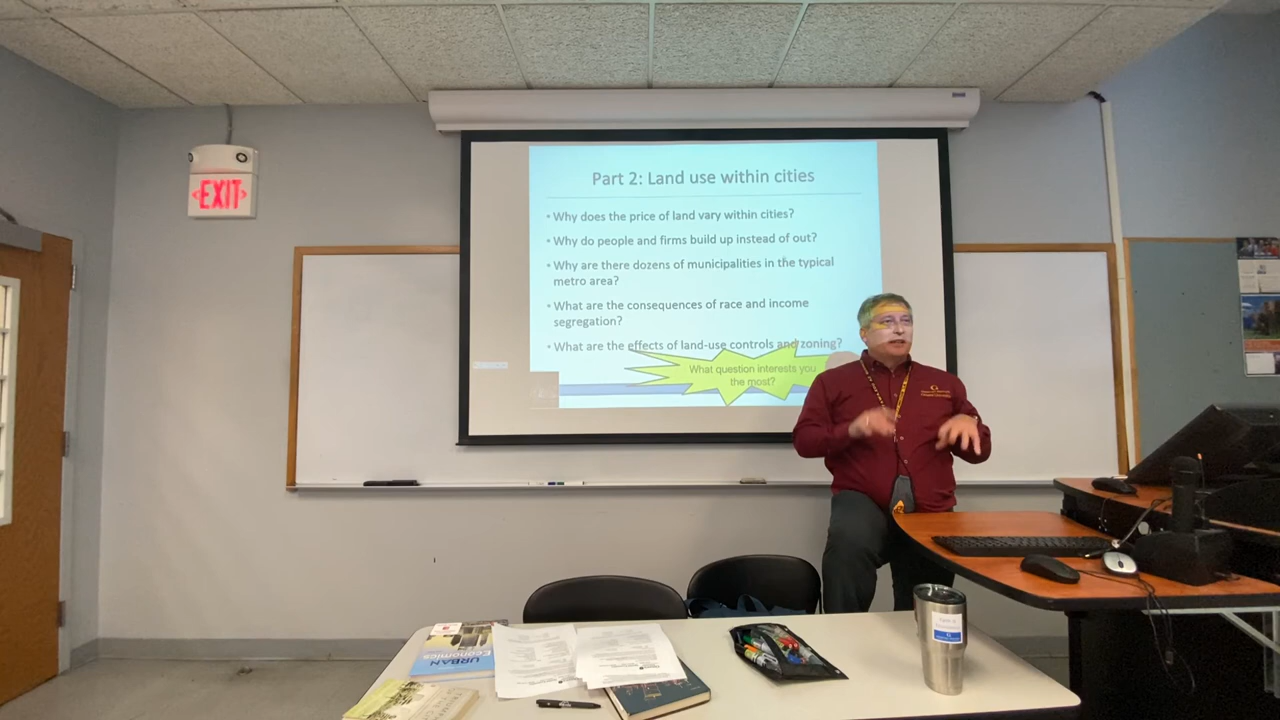 EXIT
Part 2: Land use within cities
• Why does the price of land vary within cities?
• Why do people and firms build up instead of out?
• Why are there dozens of municipalities in the typical
metro area?
• What are the consequences of race and income
segregation?
• What are the effects of land-use controls and zoning?
What question interests you
the most?
URBAN
Economics